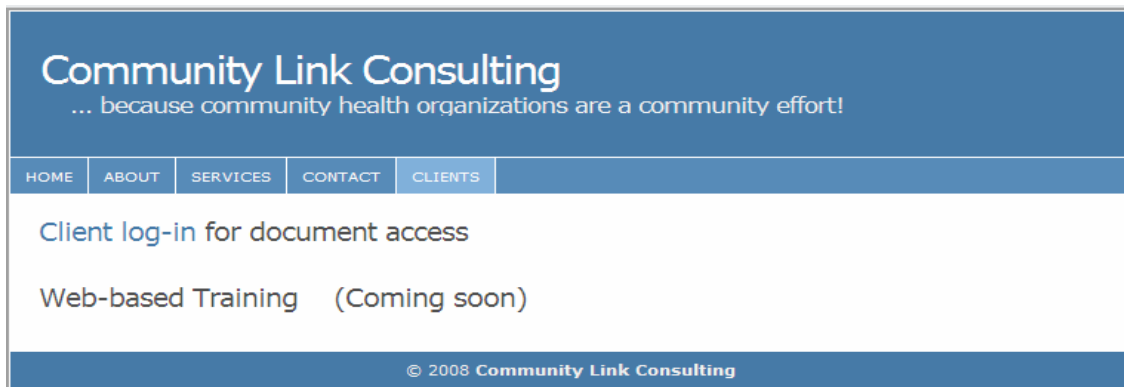 Community Link Consulting
... because community health organizations are a community effort!
HOME ABOUT SERVICES CONTACT CLIENTS
Client log-in for document access
Web-based Training (Coming soon)
© 2008 Community Link Consulting